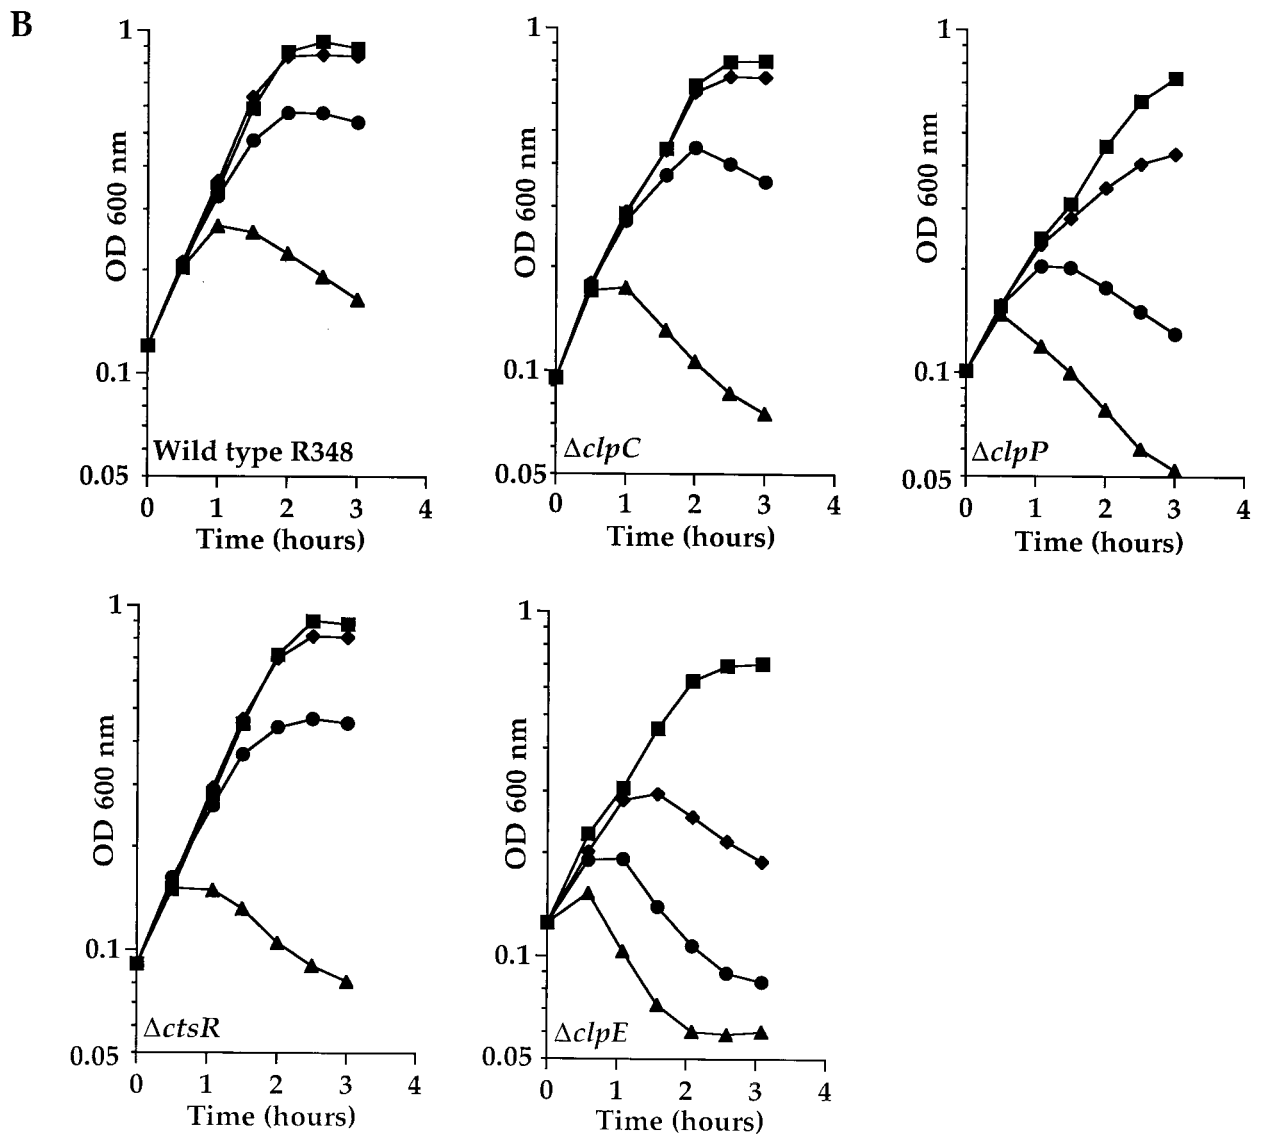 B
1
1
1
OD 600 nm
OD 600 nm
OD 600 nm
0.1
0.1
0.1
Wild type R348
ΔclpC
ΔclpP
0.05
0.05
0.05
0 1 2 3 4
0 1 2 3 4
0 1 2 3 4
Time (hours)
Time (hours)
Time (hours)
1
1
OD 600 nm
OD 600 nm
0.1
0.1
ΔctsR
ΔclpE
0.05
0.05
0 1 2 3 4
0 1 2 3 4
Time (hours)
Time (hours)